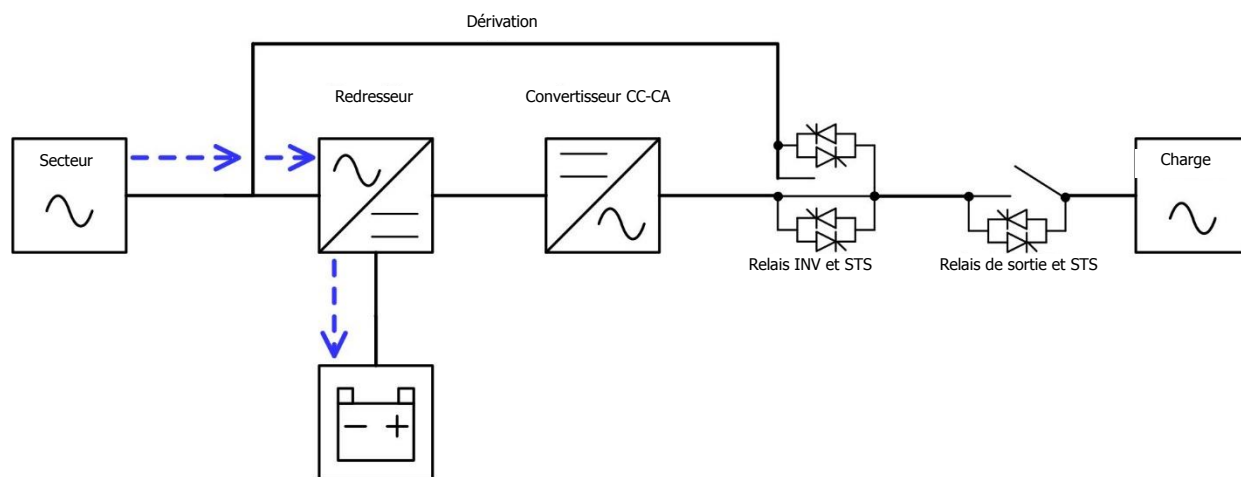 Dérivation
Redresseur
Convertisseur CC-CA
Secteur
Charge
Relais INV et STS
Relais de sortie et STS